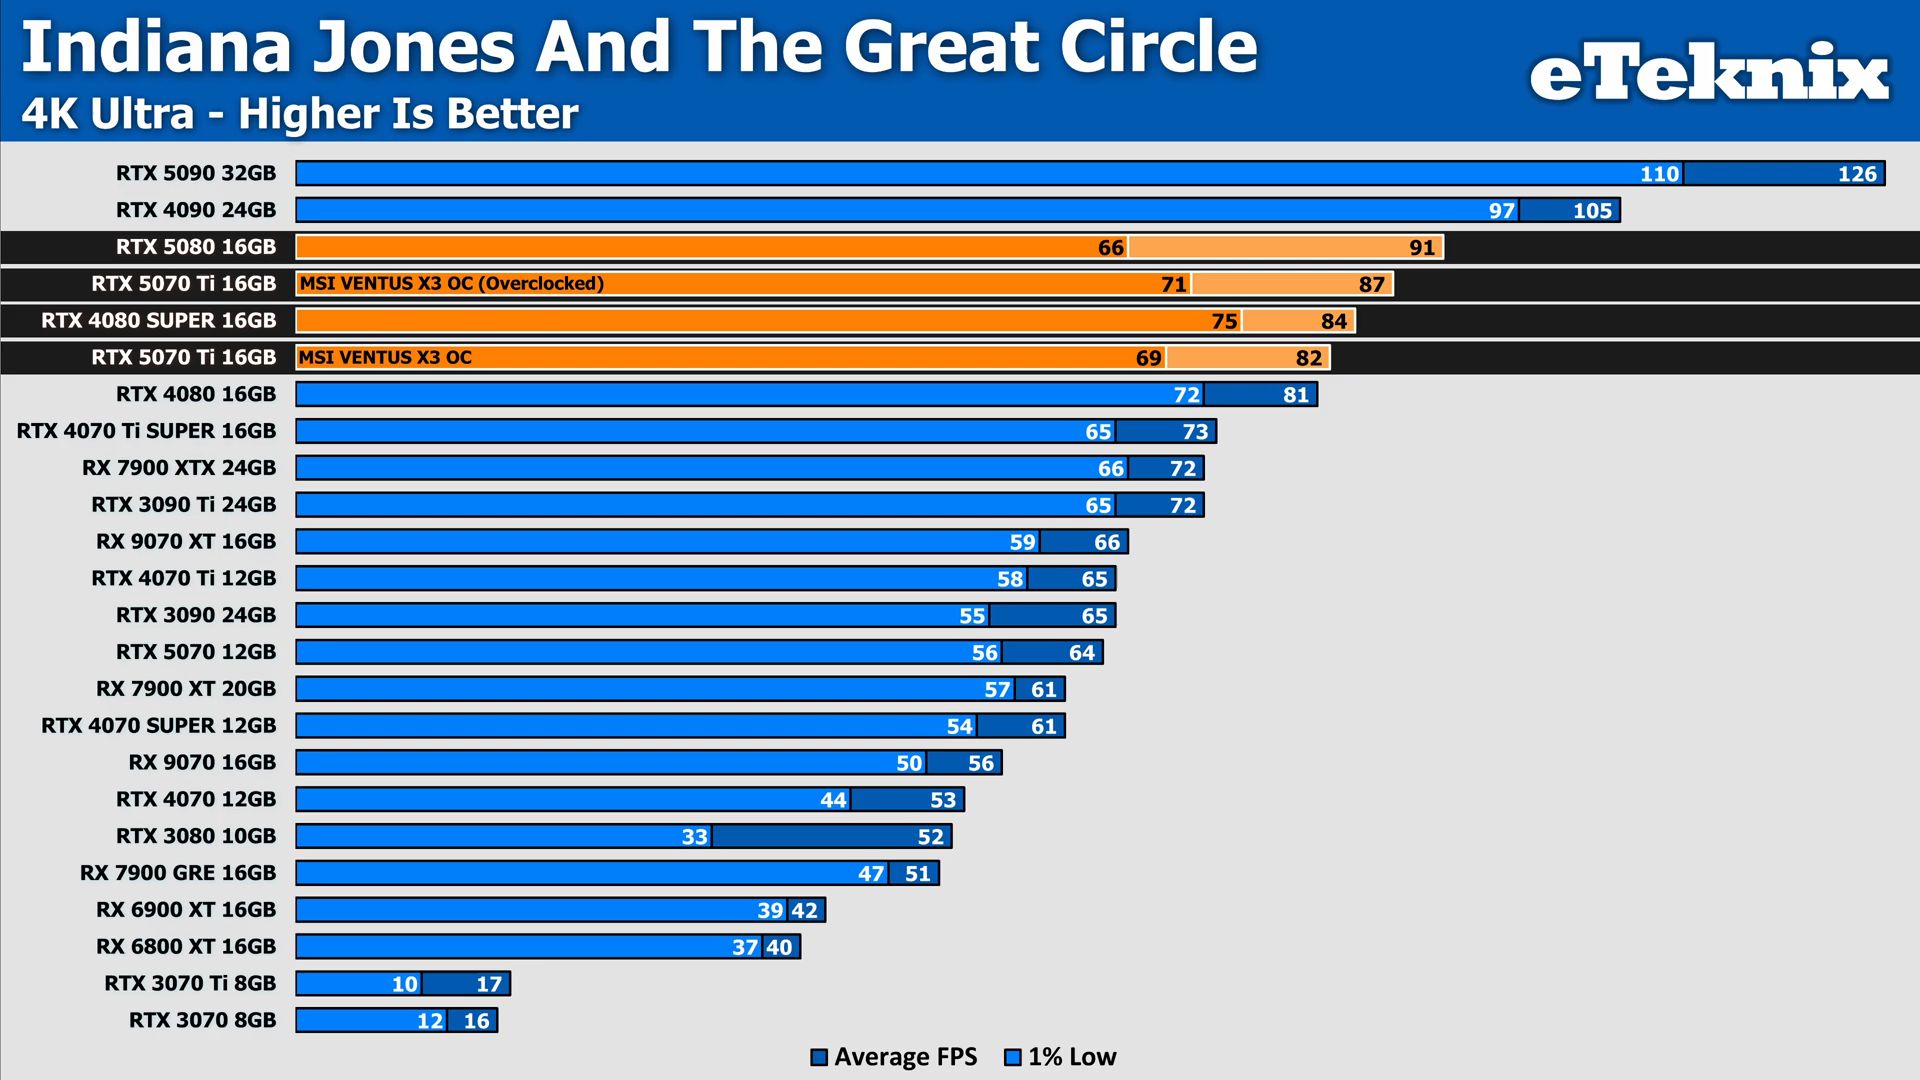 Indiana Jones And The Great Circle
eTeknix
4K Ultra - Higher Is Better
RTX 5090 32GB 110 126
RTX 4090 24GB 97 105
RTX 5080 16GB 66 91
RTX 5070 Ti 16GB MSI VENTUS X3 OC (Overclocked) 71 87
RTX 4080 SUPER 16GB 75 84
RTX 5070 Ti 16GB MSI VENTUS X3 OC 69 82
RTX 4080 16GB 72 81
RTX 4070 Ti SUPER 16GB 65 73
RX 7900 XTX 24GB 66 72
RTX 3090 Ti 24GB 65 72
RX 9070 XT 16GB 59 66
RTX 4070 Ti 12GB 58 65
RTX 3090 24GB 55 65
RTX 5070 12GB 56 64
RX 7900 XT 20GB 57 61
RTX 4070 SUPER 12GB 54 61
RX 9070 16GB 50 56
RTX 4070 12GB 44 53
RTX 3080 10GB 33 52
RX 7900 GRE 16GB 47 51
RX 6900 XT 16GB 39 42
RX 6800 XT 16GB 37 40
RTX 3070 Ti 8GB 10 17
RTX 3070 8GB 12 16
Average FPS 1% Low